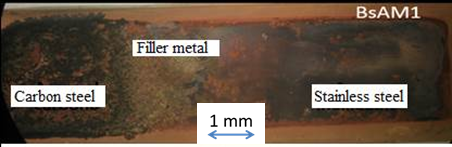 BsAM1
Filler metal
Carbon steel
Stainless steel
1 mm